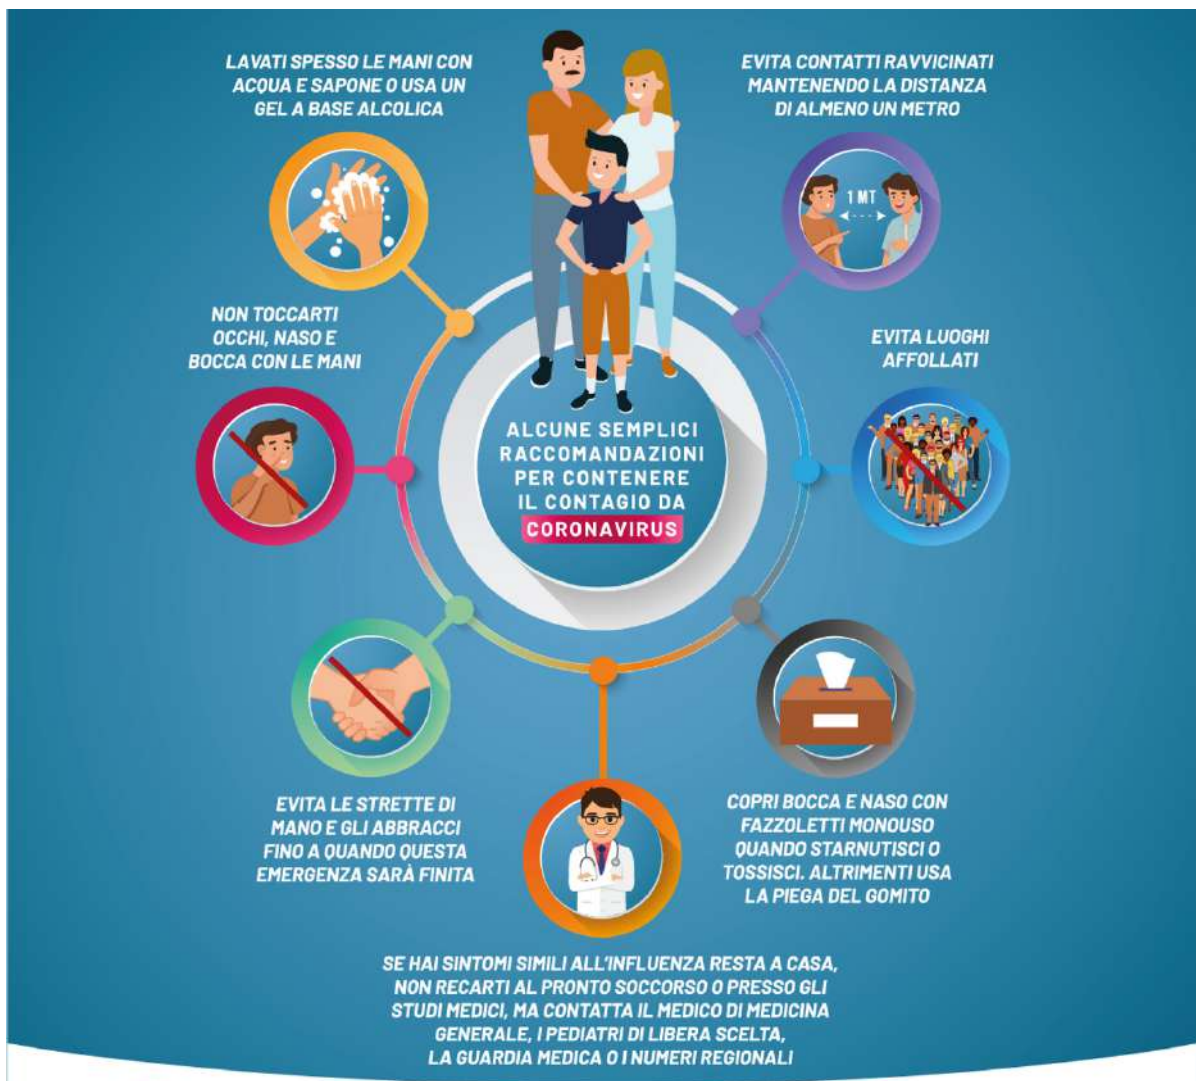 LAVATI SPESSO LE MANI CON
ACQUA E SAPONE O USA UN
GEL A BASE ALCOLICA
EVITA CONTATTI RAVVICINATI
MANTENENDO LA DISTANZA
DI ALMENO UN METRO
1 MT
NON TOCCARTI
OCCHI, NASO E
BOCCA CON LE MANI
EVITA LUOGHI
AFFOLLATI
ALCUNE SEMPLICI
RACCOMANDAZIONI
PER CONTENERE
IL CONTAGIO DA
CORONAVIRUS
EVITA LE STRETTE DI
MANO E GLI ABBRACCI
FINO A QUANDO QUESTA
EMERGENZA SARÀ FINITA
COPRI BOCCA E NASO CON
FAZZOLETTI MONOUSO
QUANDO STARNUTISCI O
TOSSISCI. ALTRIMENTI USA
LA PIEGA DEL GOMITO
SE HAI SINTOMI SIMILI ALL'INFLUENZA RESTA A CASA,
NON RECARTI AL PRONTO SOCCORSO O PRESSO GLI
STUDI MEDICI, MA CONTATTA IL MEDICO DI MEDICINA
GENERALE, I PEDIATRI DI LIBERA SCELTA,
LA GUARDIA MEDICA O I NUMERI REGIONALI